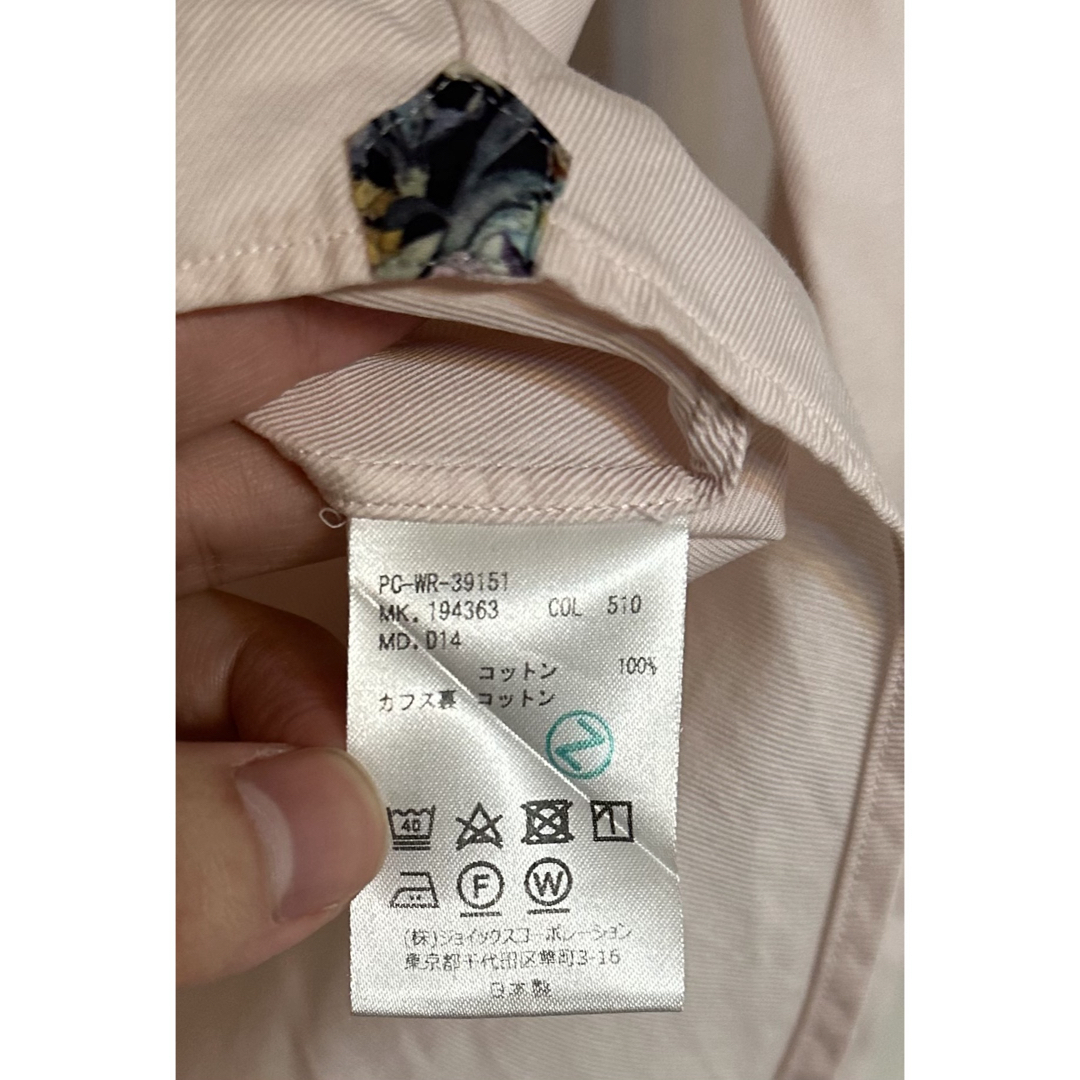 PC-WR-39151
MK. 194363 COL 510
MD. D14
コットン 100%
カフス裏 コットン
Z
40
F W
(株)ジョイックスコーポレーション
東京都千代田区麹町3-16
日本製